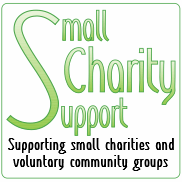 Small
Charity
Support
Supporting small charities and
voluntary community groups